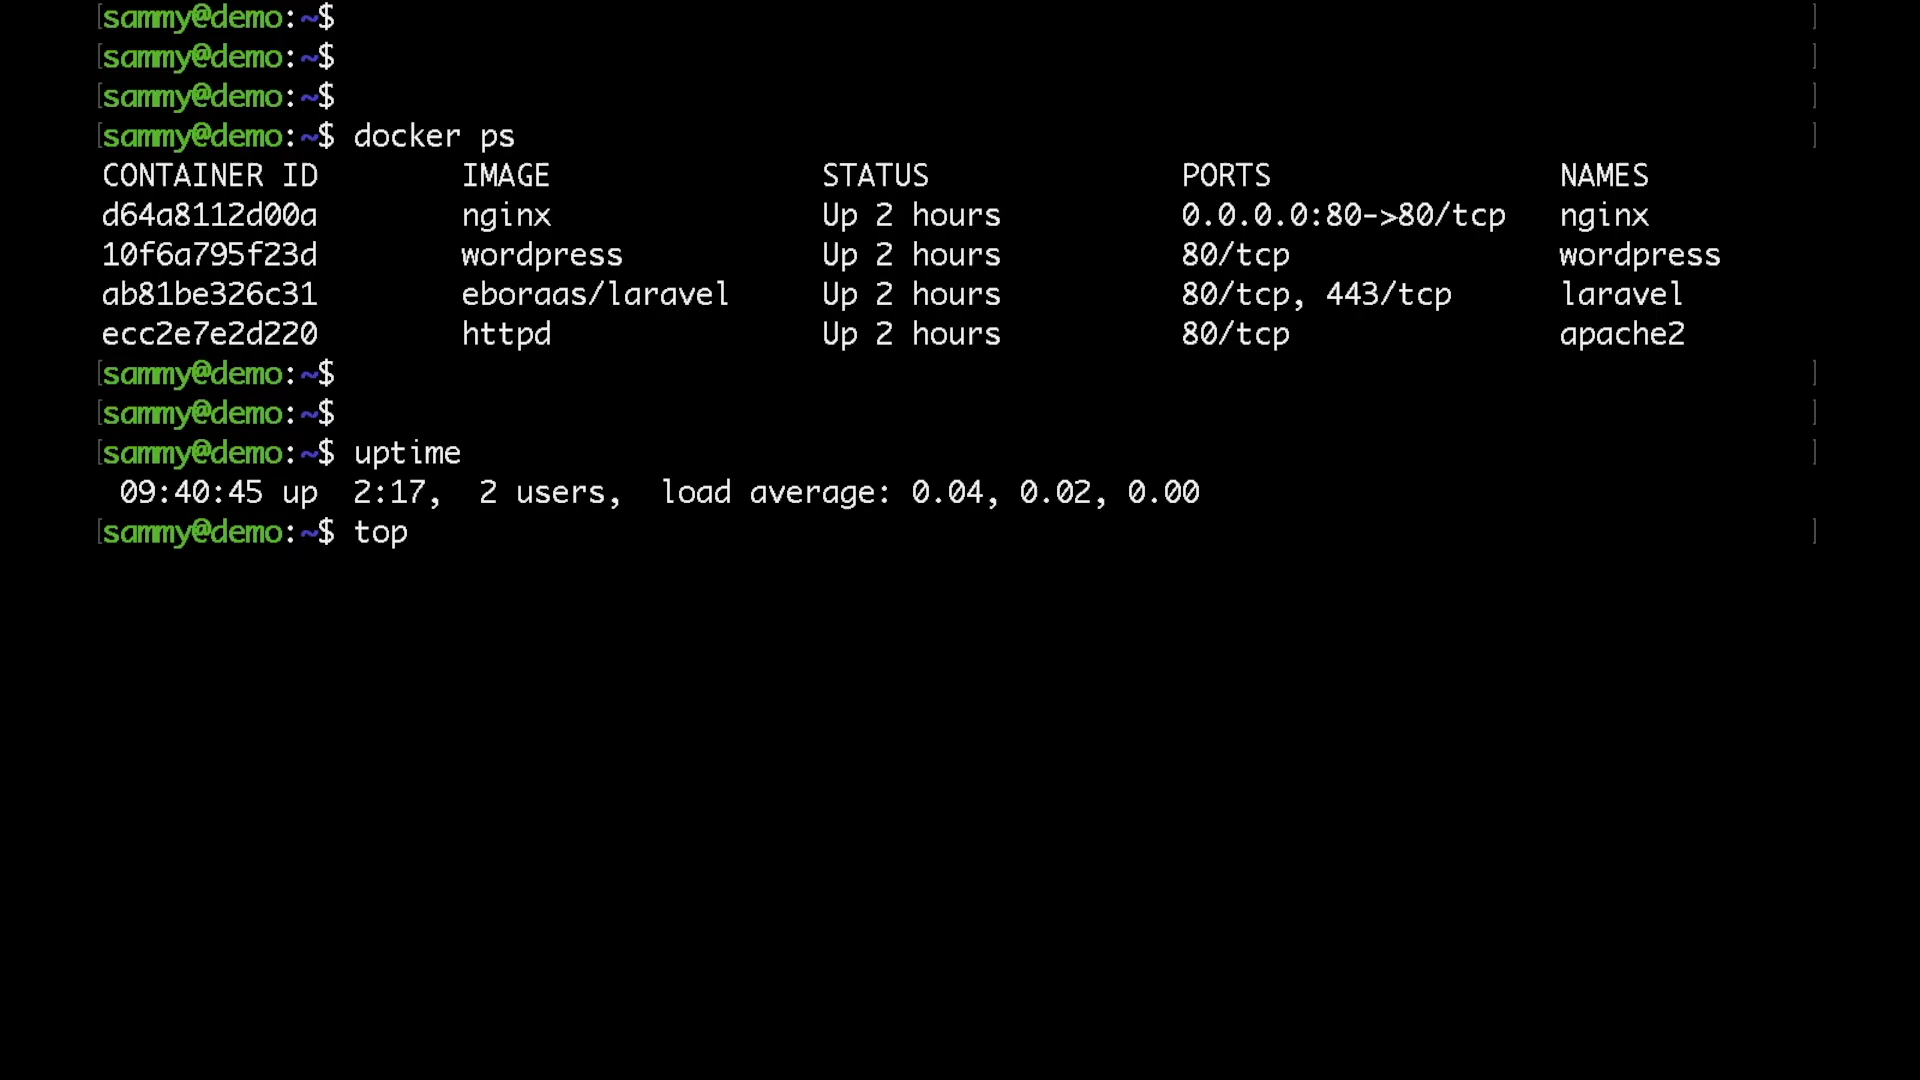 [sammy@demo:~$ ]
[sammy@demo:~$ ]
[sammy@demo:~$ ]
[sammy@demo:~$ docker ps ]
CONTAINER ID IMAGE STATUS PORTS NAMES
d64a8112d00a nginx Up 2 hours 0.0.0.0:80->80/tcp nginx
10f6a795f23d wordpress Up 2 hours 80/tcp wordpress
ab81be326c31 eboraas/laravel Up 2 hours 80/tcp, 443/tcp laravel
ecc2e7e2d220 httpd Up 2 hours 80/tcp apache2
[sammy@demo:~$ ]
[sammy@demo:~$ ]
[sammy@demo:~$ uptime ]
09:40:45 up 2:17, 2 users, load average: 0.04, 0.02, 0.00
[sammy@demo:~$ top ]